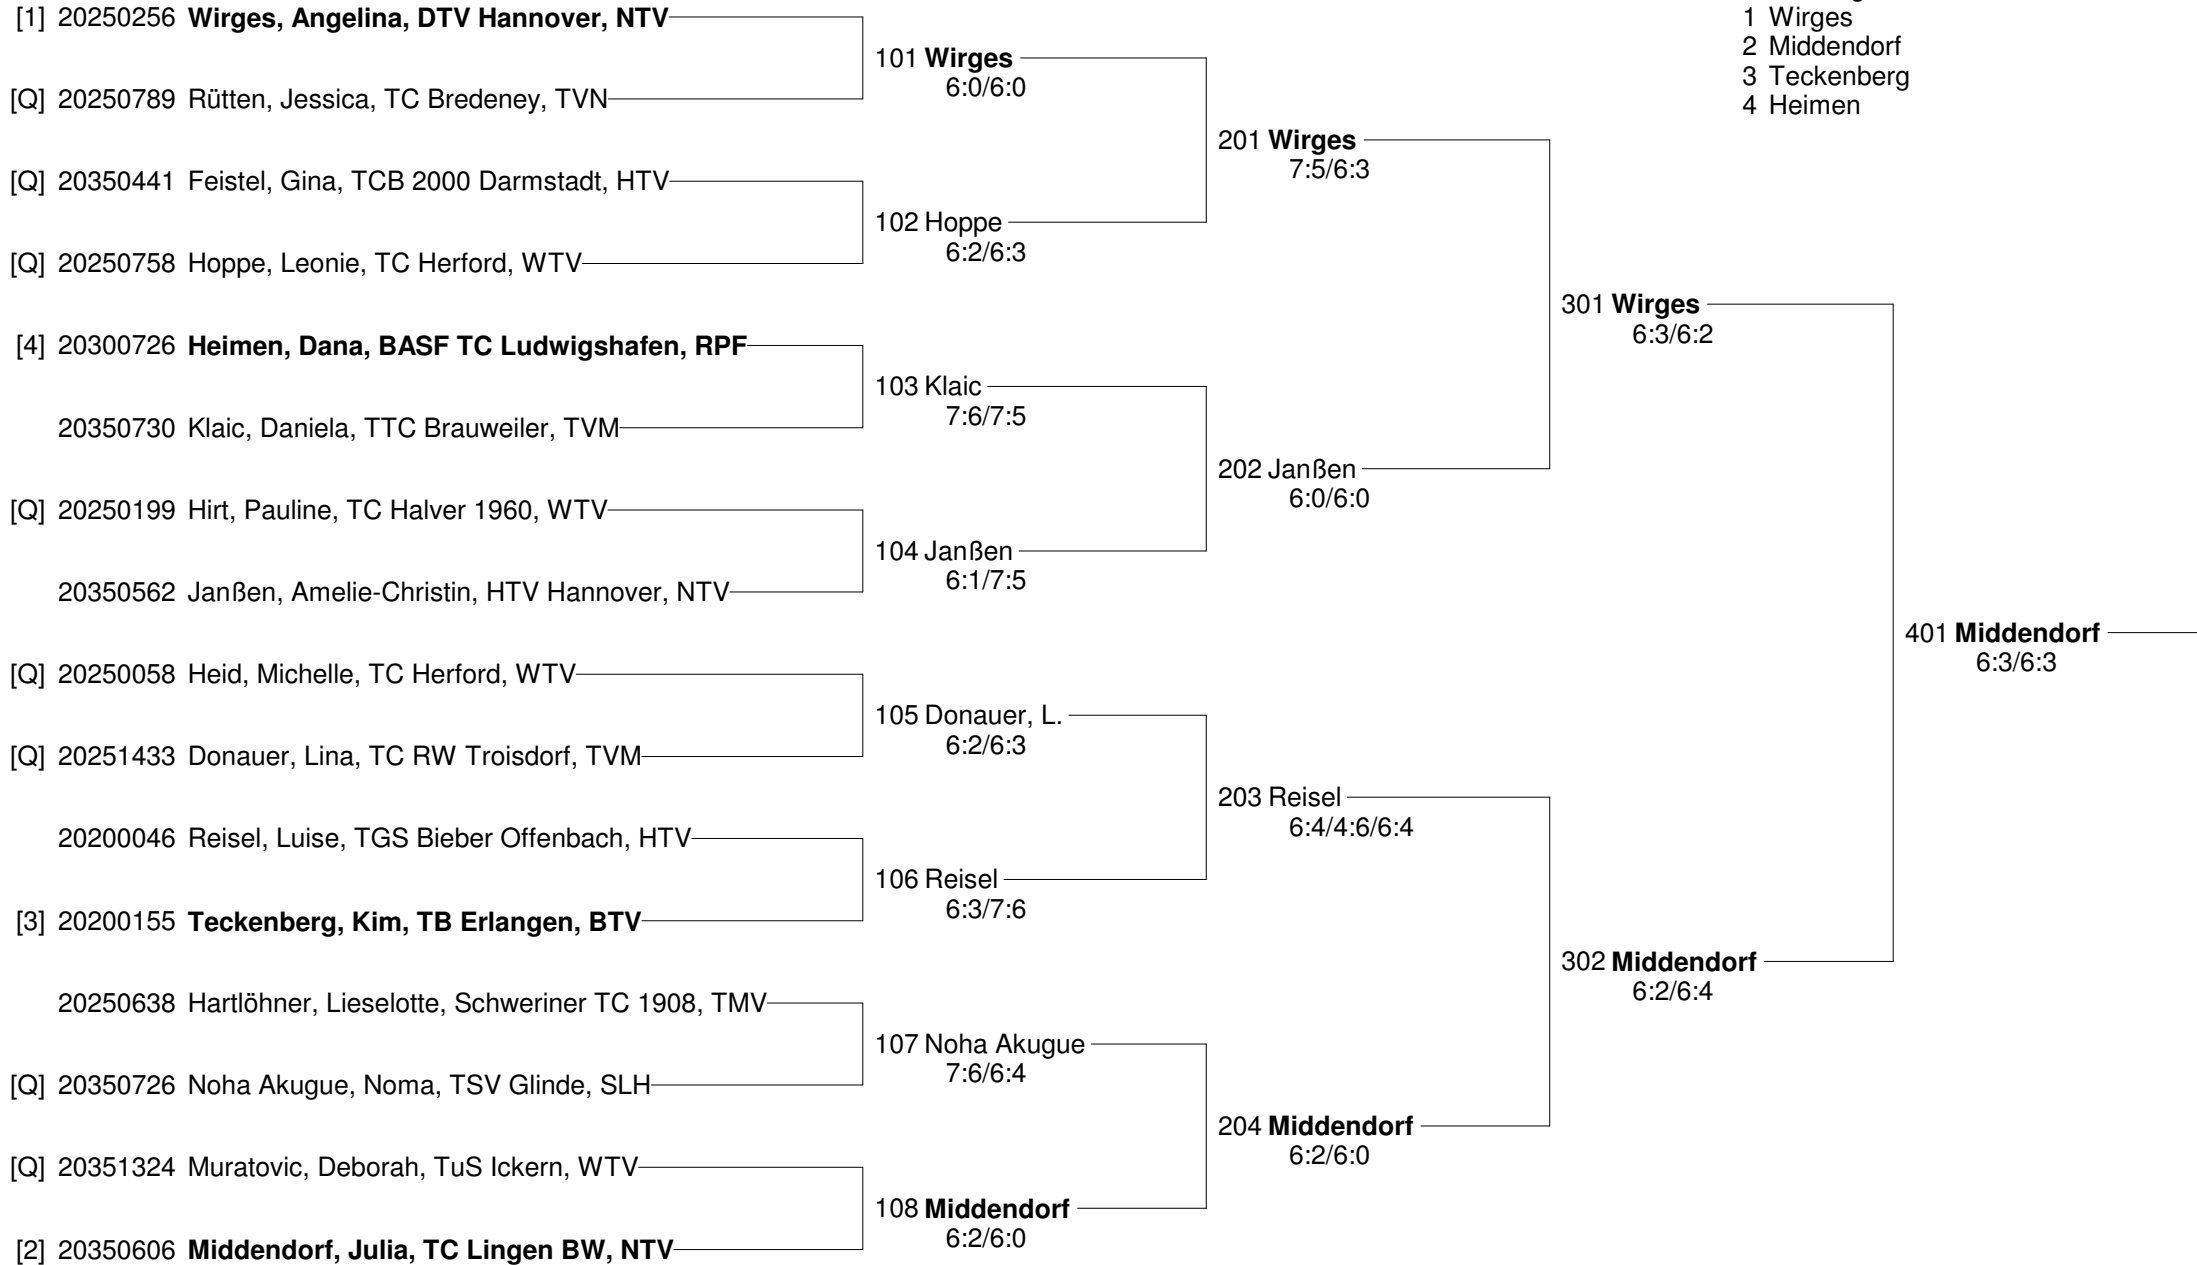 1 Wirges
2 Middendorf
3 Teckenberg
4 Heimen
[1] 20250256 Wirges, Angelina, DTV Hannover, NTV
101 Wirges
6:0/6:0
[Q] 20250789 Rütten, Jessica, TC Bredeney, TVN
201 Wirges
7:5/6:3
[Q] 20350441 Feistel, Gina, TCB 2000 Darmstadt, HTV
102 Hoppe
6:2/6:3
[Q] 20250758 Hoppe, Leonie, TC Herford, WTV
301 Wirges
6:3/6:2
[4] 20300726 Heimen, Dana, BASF TC Ludwigshafen, RPF
103 Klaic
7:6/7:5
20350730 Klaic, Daniela, TTC Brauweiler, TVM
202 Janßen
6:0/6:0
[Q] 20250199 Hirt, Pauline, TC Halver 1960, WTV
104 Janßen
6:1/7:5
20350562 Janßen, Amelie-Christin, HTV Hannover, NTV
401 Middendorf
6:3/6:3
[Q] 20250058 Heid, Michelle, TC Herford, WTV
105 Donauer, L.
6:2/6:3
[Q] 20251433 Donauer, Lina, TC RW Troisdorf, TVM
203 Reisel
6:4/4:6/6:4
20200046 Reisel, Luise, TGS Bieber Offenbach, HTV
106 Reisel
6:3/7:6
[3] 20200155 Teckenberg, Kim, TB Erlangen, BTV
302 Middendorf
6:2/6:4
20250638 Hartlöhner, Lieselotte, Schweriner TC 1908, TMV
107 Noha Akugue
7:6/6:4
[Q] 20350726 Noha Akugue, Noma, TSV Glinde, SLH
204 Middendorf
6:2/6:0
[Q] 20351324 Muratovic, Deborah, TuS Ickern, WTV
108 Middendorf
6:2/6:0
[2] 20350606 Middendorf, Julia, TC Lingen BW, NTV